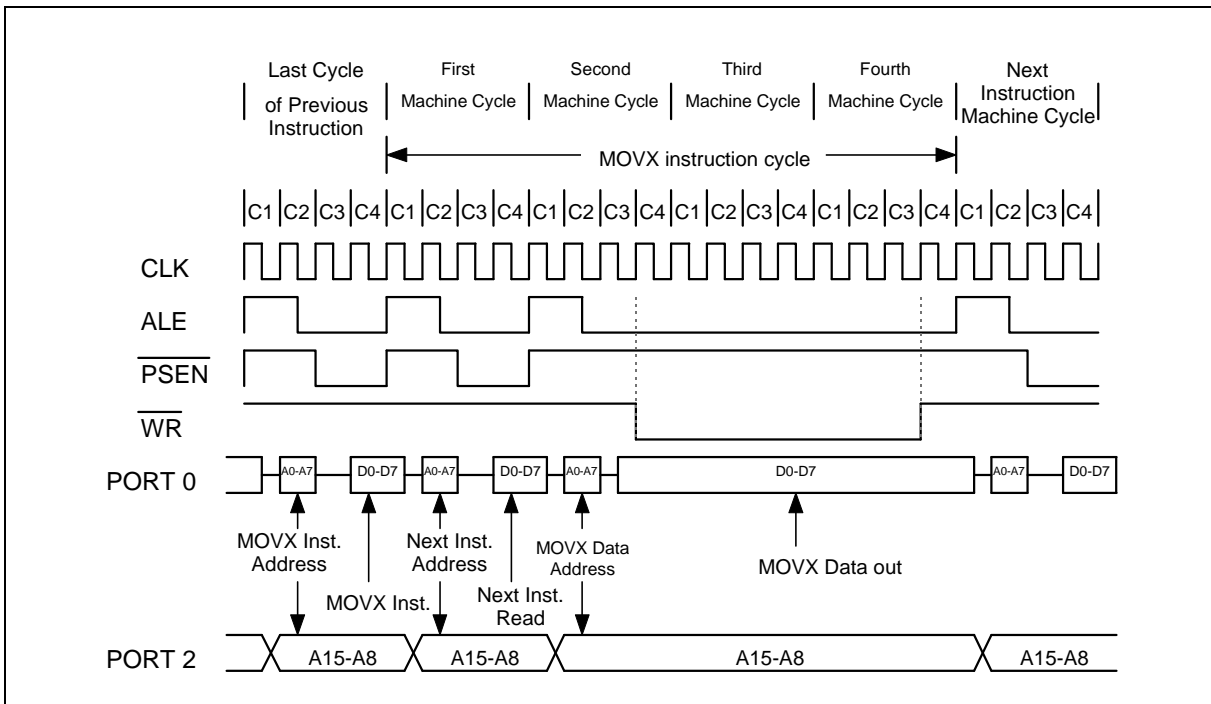 Last Cycle
of Previous
Instruction
First
Machine Cycle
Second
Machine Cycle
Third
Machine Cycle
Fourth
Machine Cycle
Next
Instruction
Machine Cycle
MOVX instruction cycle
C1 C2 C3 C4 C1 C2 C3 C4 C1 C2 C3 C4 C1 C2 C3 C4 C1 C2 C3 C4 C1 C2 C3 C4
CLK
ALE
PSEN
WR
PORT 0
A0-A7 D0-D7 A0-A7 D0-D7 A0-A7 D0-D7 A0-A7 D0-D7
MOVX Inst.
Address
MOVX Inst.
Next Inst.
Address
Next Inst.
Read
MOVX Data
Address
MOVX Data out
PORT 2
A15-A8 A15-A8 A15-A8 A15-A8